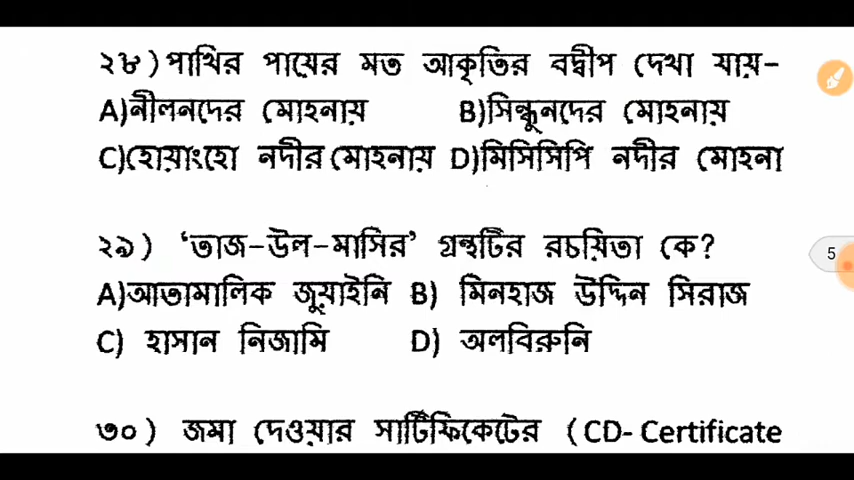 ২৮)পাখির পায়ের মত আকৃতির বদ্বীপ দেখা যায়-
A)নীলনদের মোহনায় B)সিন্ধুনদের মোহনায়
C)হোয়াংহো নদীর মোহনায় D)মিসিসিপি নদীর মোহনা
২৯) ‘তাজ-উল-মাসির’ গ্রন্থটির রচয়িতা কে?
5
A)আতামালিক জুয়াইনি B) মিনহাজ উদ্দিন সিরাজ
C) হাসান নিজামি D) অলবিরুনি
৩০) জমা দেওয়ার সার্টিফিকেটের (CD- Certificate